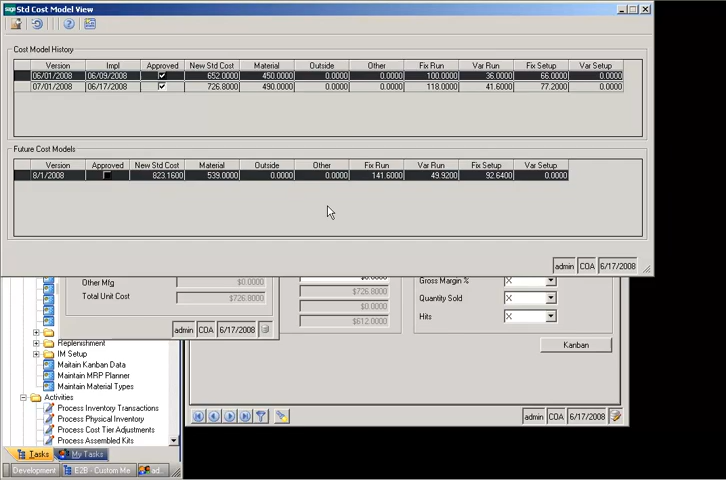 sage Std Cost Model View
Cost Model History
Version Impl Approved New Std Cost Material Outside Other Fix Run Var Run Fix Setup Var Setup
06/01/2008 06/09/2008 652.0000 450.0000 0.0000 0.0000 100.0000 36.0000 66.0000 0.0000
07/01/2008 06/17/2008 726.8000 490.0000 0.0000 0.0000 118.0000 41.6000 77.2000 0.0000
Future Cost Models
Version Approved New Std Cost Material Outside Other Fix Run Var Run Fix Setup Var Setup
8/1/2008 823.1600 539.0000 0.0000 0.0000 141.6000 49.9200 92.6400 0.0000
admin COA 6/17/2008
Other Mfg $0.0000
Total Unit Cost $726.8000
admin COA 6/17/2008
$726.8000
$0.0000
$612.0000
Gross Margin % X
Quantity Sold X
Hits X
Kanban
Replenishment
IM Setup
Maitain Kanban Data
Maintain MRP Planner
Maintain Material Types
Activities
Process Inventory Transactions
Process Physical Inventory
Process Cost Tier Adjustments
Process Assembled Kits
admin COA 6/17/2008
Tasks My Tasks
Development E2B - Custom Me ad..